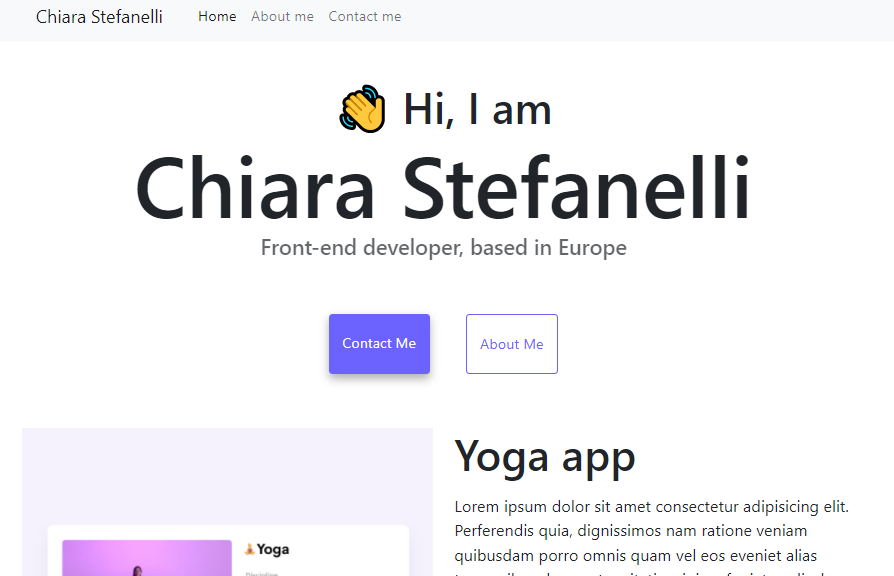 Chiara Stefanelli Home About me Contact me
👋 Hi, I am
Chiara Stefanelli
Front-end developer, based in Europe
Contact Me About Me
Yoga app
Lorem ipsum dolor sit amet consectetur adipisicing elit.
Perferendis quia, dignissimos nam ratione veniam
quibusdam porro omnis quam vel eos eveniet alias
Yoga
Discipline